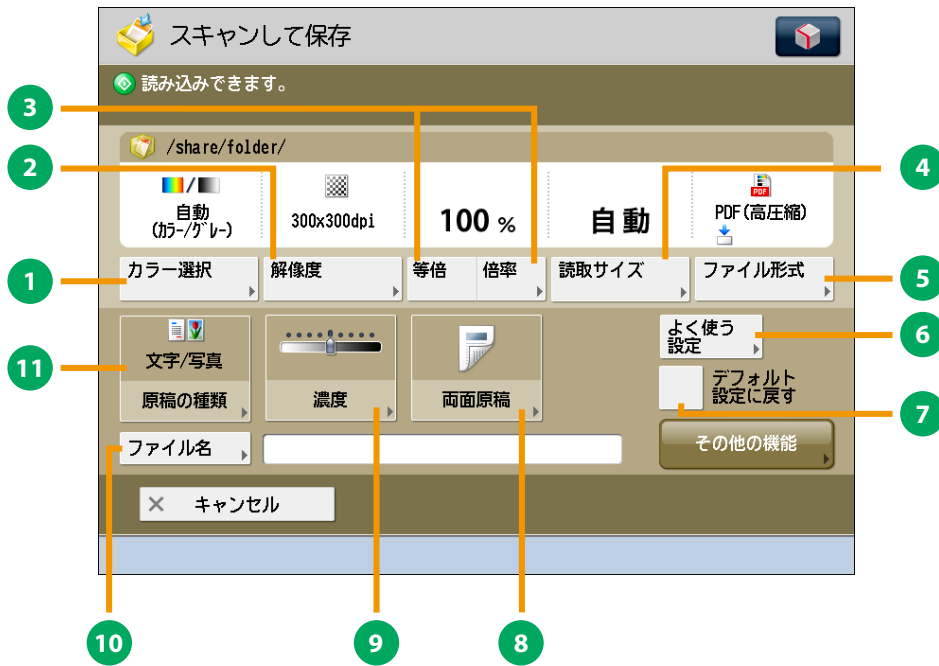 スキャンして保存
読み込みできます。
3
/share/folder/
2
4
自動
(ｶﾗｰ/ｸﾞﾚｰ)
300x300dpi
100 %
自動
PDF
PDF(高圧縮)
1
カラー選択
解像度
等倍
倍率
読取サイズ
ファイル形式
5
よく使う
設定
6
11
文字/写真
原稿の種類
濃度
両面原稿
デフォルト
設定に戻す
7
ファイル名
その他の機能
キャンセル
10
9
8